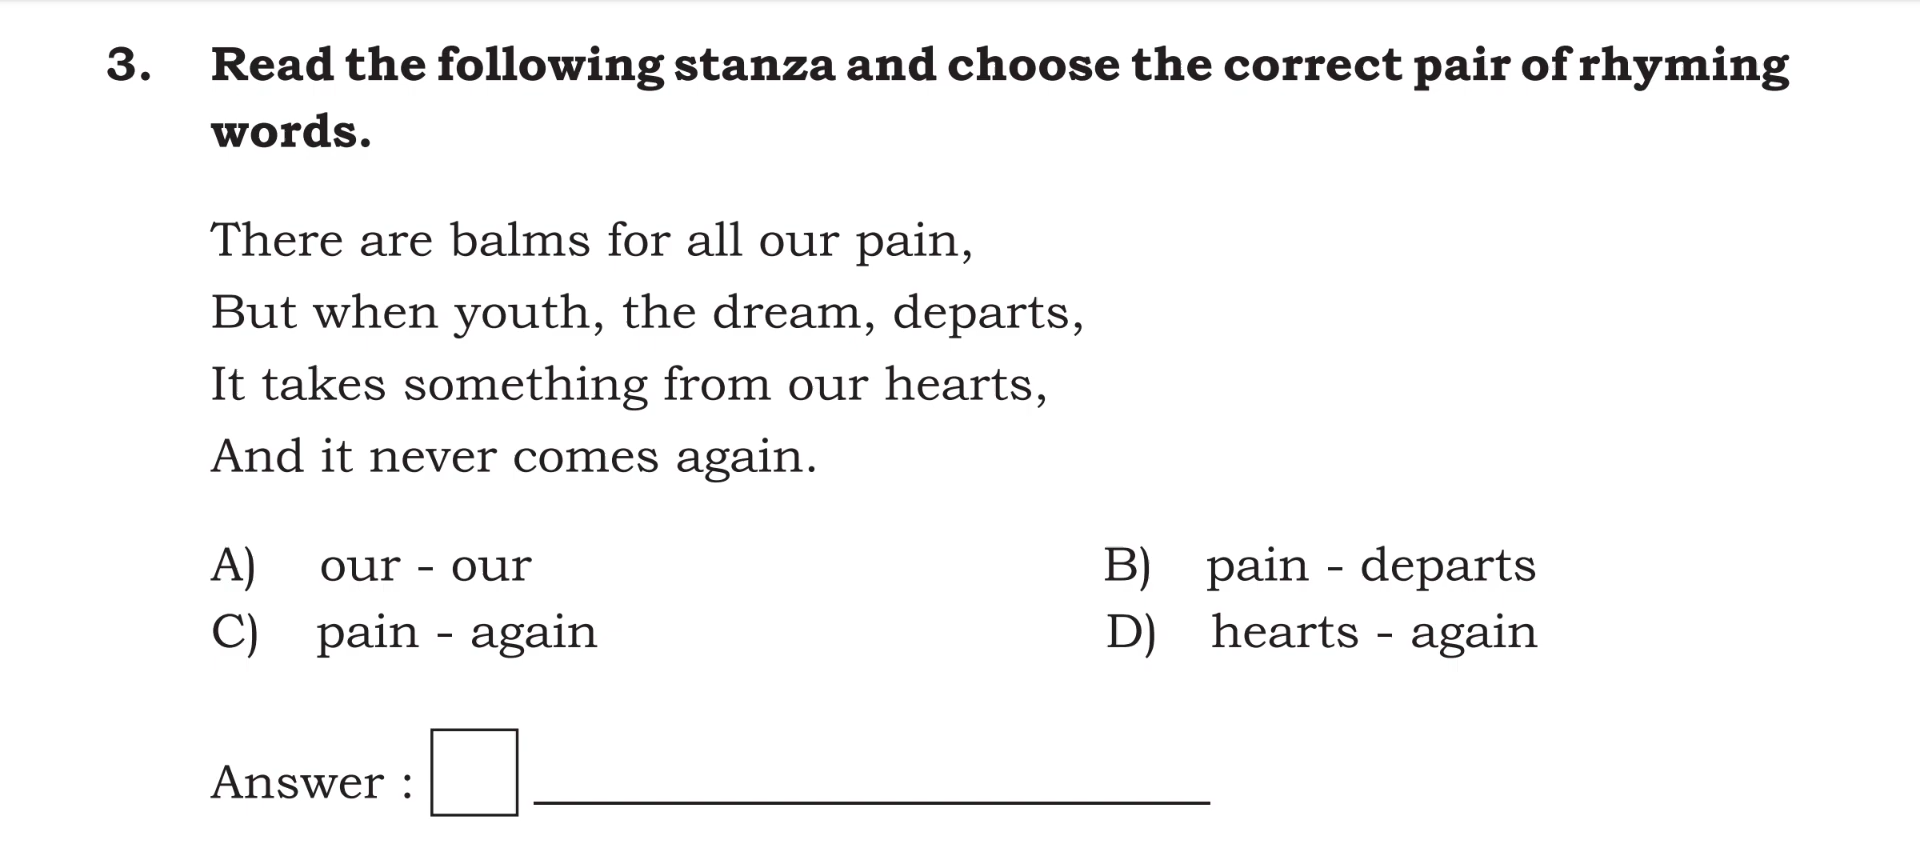 3. Read the following stanza and choose the correct pair of rhyming
words.
There are balms for all our pain,
But when youth, the dream, departs,
It takes something from our hearts,
And it never comes again.
A) our - our B) pain - departs
C) pain - again D) hearts - again
Answer :